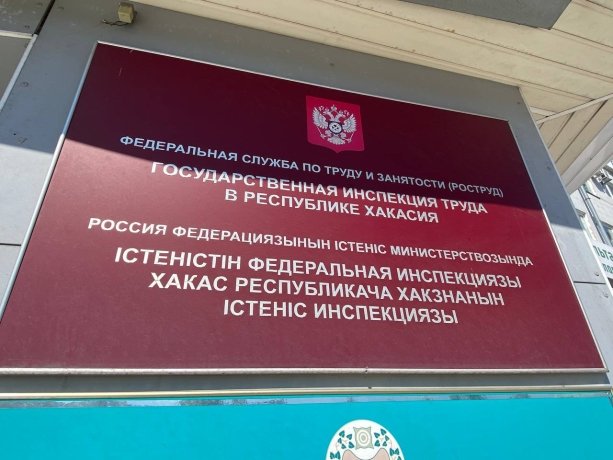 ФЕДЕРАЛЬНАЯ СЛУЖБА ПО ТРУДУ И ЗАНЯТОСТИ (РОСТРУД)
ГОСУДАРСТВЕННАЯ ИНСПЕКЦИЯ ТРУДА
В РЕСПУБЛИКЕ ХАКАСИЯ
РОССИЯ ФЕДЕРАЦИЯЗЫНЫН ІСТЕНІС МИНИСТЕРСТВОЗЫНДА
ІСТЕНІСТІН ФЕДЕРАЛЬНАЯ ИНСПЕКЦИЯЗЫ
ХАКАС РЕСПУБЛИКАЧА ХАКЗНАНЫН
ІСТЕНІС ИНСПЕКЦИЯЗЫ